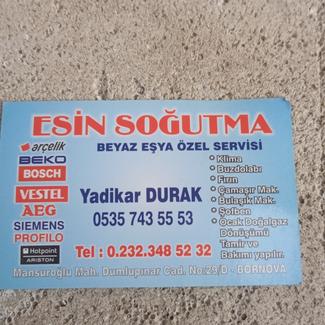 ESİN SOĞUTMA
BEYAZ EŞYA ÖZEL SERVİSİ
arçelik
BEKO
BOSCH
VESTEL
AEG
SIEMENS
PROFILO
Hotpoint
ARISTON
Yadikar DURAK
0535 743 55 53
Tel : 0.232.348 52 32
* Klima
* Buzdolabı
* Fırın
* Çamaşır Mak.
* Bulaşık Mak.
* Şofben
* Ocak Doğalgaz
Dönüşümü
Tamir ve
Bakımı yapılır.
Mansuroğlu Mah. Dumlupınar Cad. No:29/D - BORNOVA